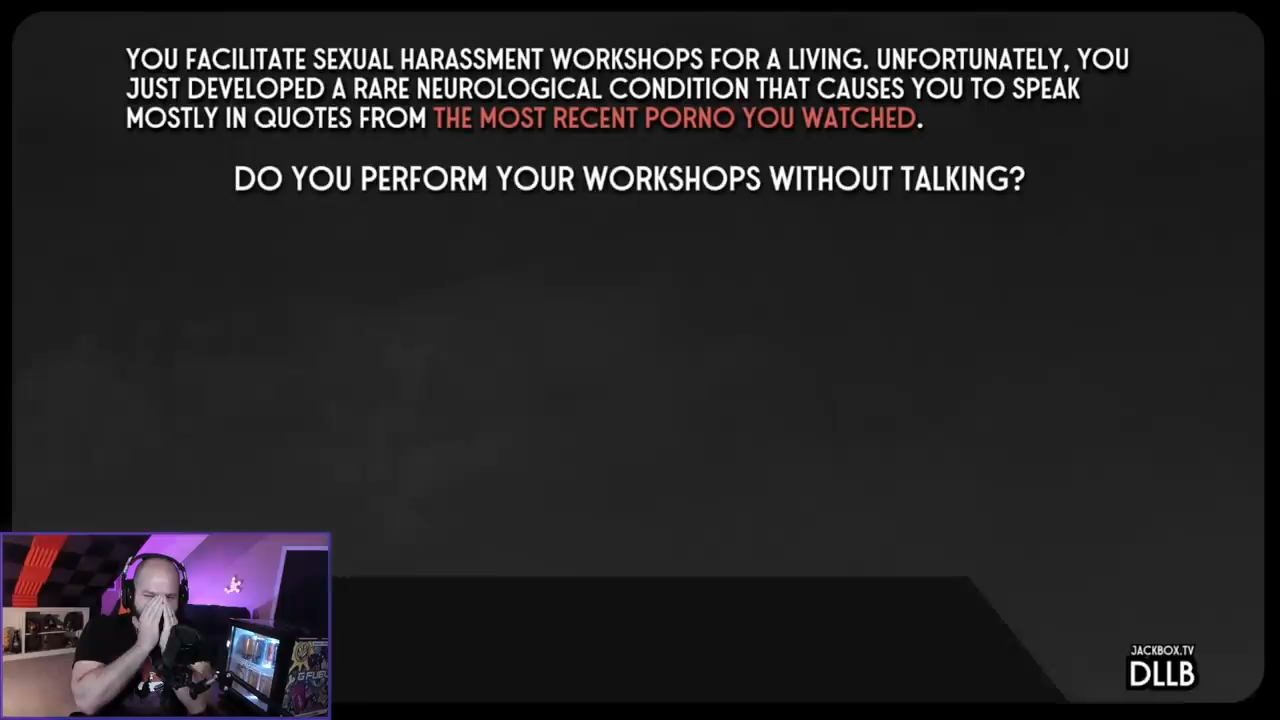 YOU FACILITATE SEXUAL HARASSMENT WORKSHOPS FOR A LIVING. UNFORTUNATELY, YOU
JUST DEVELOPED A RARE NEUROLOGICAL CONDITION THAT CAUSES YOU TO SPEAK
MOSTLY IN QUOTES FROM THE MOST RECENT PORNO YOU WATCHED.
DO YOU PERFORM YOUR WORKSHOPS WITHOUT TALKING?
G FUEL
JACKBOX.TV
DLLB